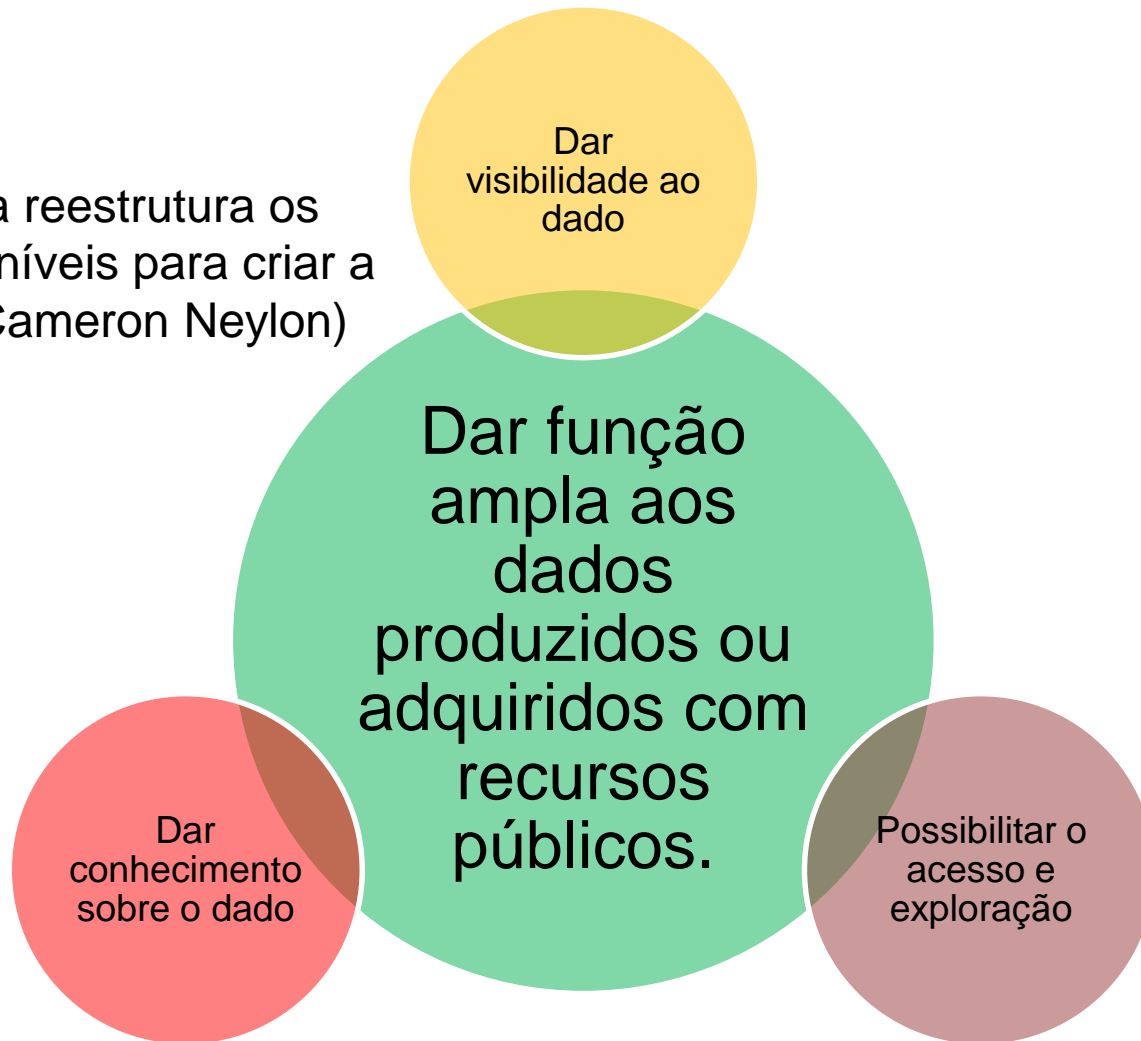 Dar
visibilidade ao
dado
a reestrutura os
níveis para criar a
Cameron Neylon)
Dar função
ampla aos
dados
produzidos ou
adquiridos com
recursos
públicos.
Dar
conhecimento
sobre o dado
Possibilitar o
acesso e
exploração